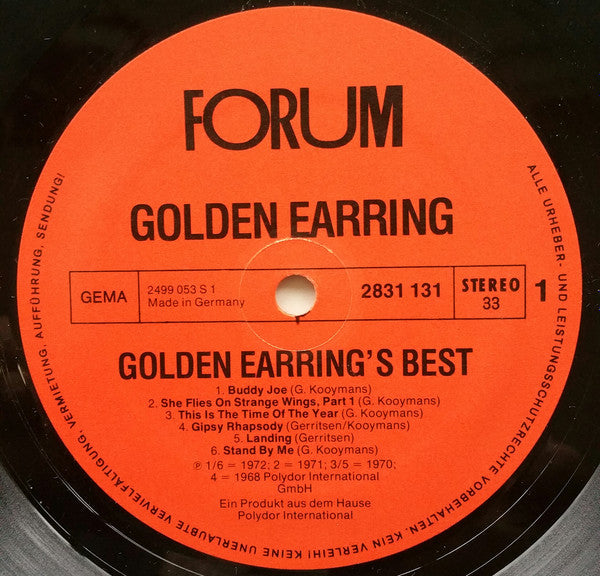 FORUM
GOLDEN EARRING
GEMA
2499 053 S 1
Made in Germany
2831 131
STEREO
33
1
GOLDEN EARRING'S BEST
1. Buddy Joe (G. Kooymans)
2. She Flies On Strange Wings, Part 1 (G. Kooymans)
3. This Is The Time Of The Year (G. Kooymans)
4. Gipsy Rhapsody (Gerritsen/Kooymans)
5. Landing (Gerritsen)
6. Stand By Me (G. Kooymans)
℗ 1/6 = 1972; 2 = 1971; 3/5 = 1970;
4 = 1968 Polydor International
GmbH
Ein Produkt aus dem Hause
Polydor International
ALLE URHEBER- UND LEISTUNGSSCHUTZRECHTE VORBEHALTEN. KEIN VERLEIH! KEINE UNERLAUBTE VERVIELFÄLTIGUNG, VERMIETUNG, AUFFÜHRUNG, SENDUNG!